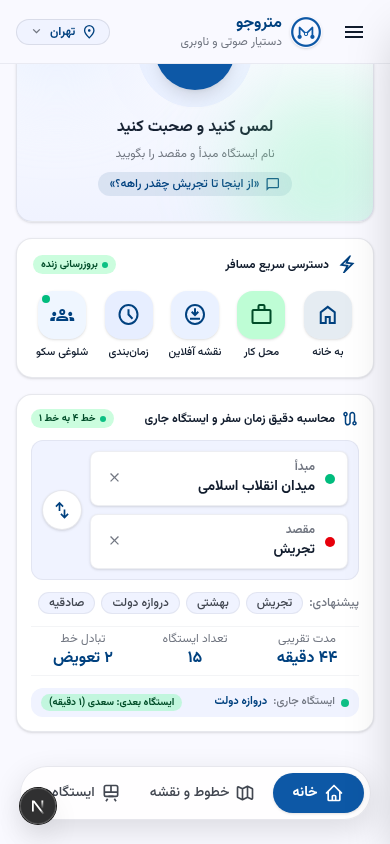 متروجو
دستیار صوتی و ناوبری
تهران
لمس کنید و صحبت کنید
نام ایستگاه مبدأ و مقصد را بگویید
«از اینجا تا تجریش چقدر راهه؟»
دسترسی سریع مسافر
بروزرسانی زنده
به خانه
محل کار
نقشه آفلاین
زمان‌بندی
شلوغی سکو
محاسبه دقیق زمان سفر و ایستگاه جاری
خط ۴ به خط ۱
مبدأ
میدان انقلاب اسلامی
مقصد
تجریش
پیشنهادی: تجریش بهشتی دروازه دولت صادقیه
مدت تقریبی تعداد ایستگاه تبادل خط
۴۴ دقیقه ۱۵ ۲ تعویض
ایستگاه جاری: دروازه دولت ایستگاه بعدی: سعدی (۱ دقیقه)
خانه خطوط و نقشه ایستگاه
N